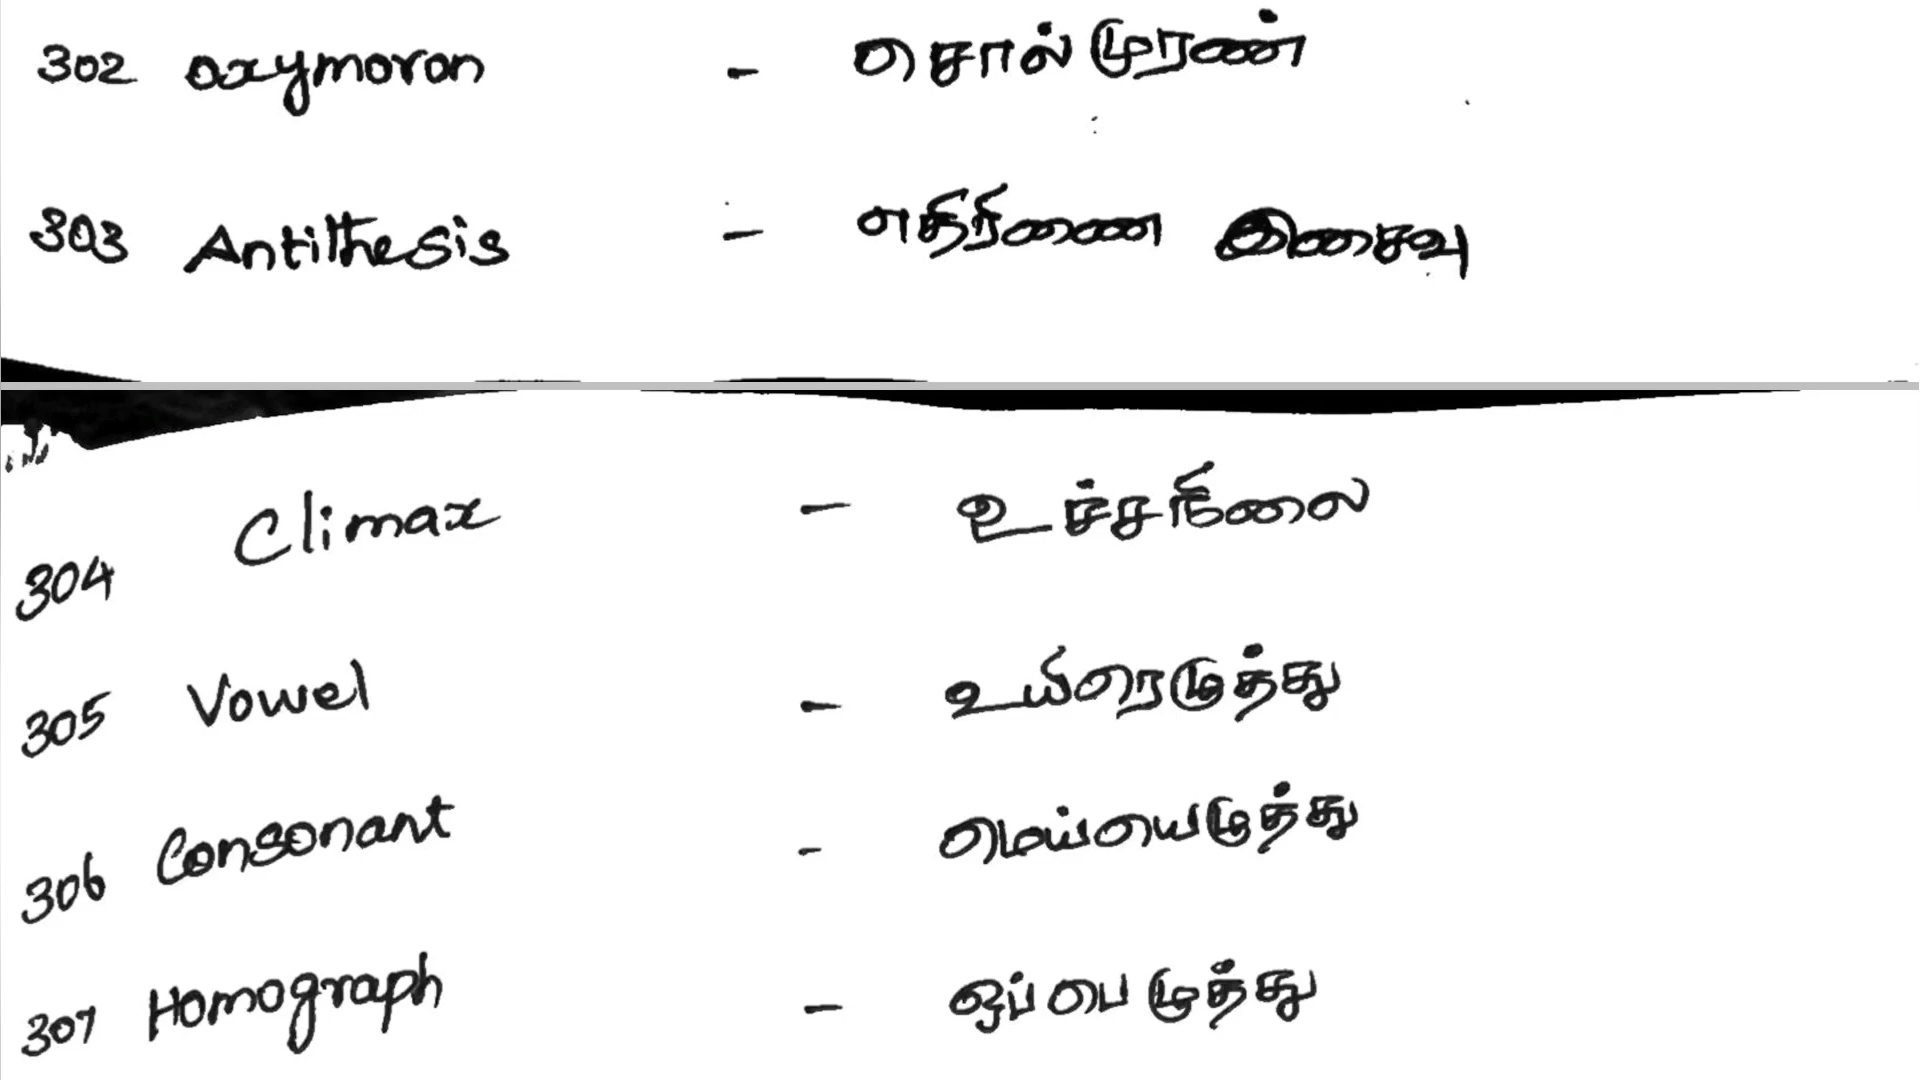 302 Oxymoron - சொல் முரண்
303 Antithesis - எதிரிணை இசைவு
304 Climax - உச்சநிலை
305 Vowel - உயிரெழுத்து
306 Consonant - மெய்யெழுத்து
307 Homograph - ஒப்பெழுத்து